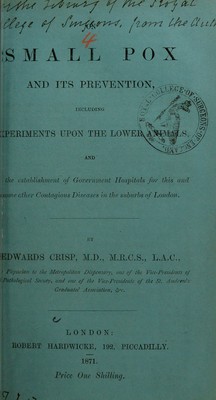 the Library of the Royal
College of Surgeons, from the Auth
4
SMALL POX
AND ITS PREVENTION,
INCLUDING
EXPERIMENTS UPON THE LOWER ANIMALS,
AND
the establishment of Government Hospitals for this and
some other Contagious Diseases in the suburbs of London.
BY
EDWARDS CRISP, M.D., M.R.C.S., L.A.C.,
Physician to the Metropolitan Dispensary, one of the Vice-Presidents of
Pathological Society, and one of the Vice-Presidents of the St. Andrew's
Graduates' Association, &c.
LONDON:
ROBERT HARDWICKE, 192, PICCADILLY.
1871.
Price One Shilling.